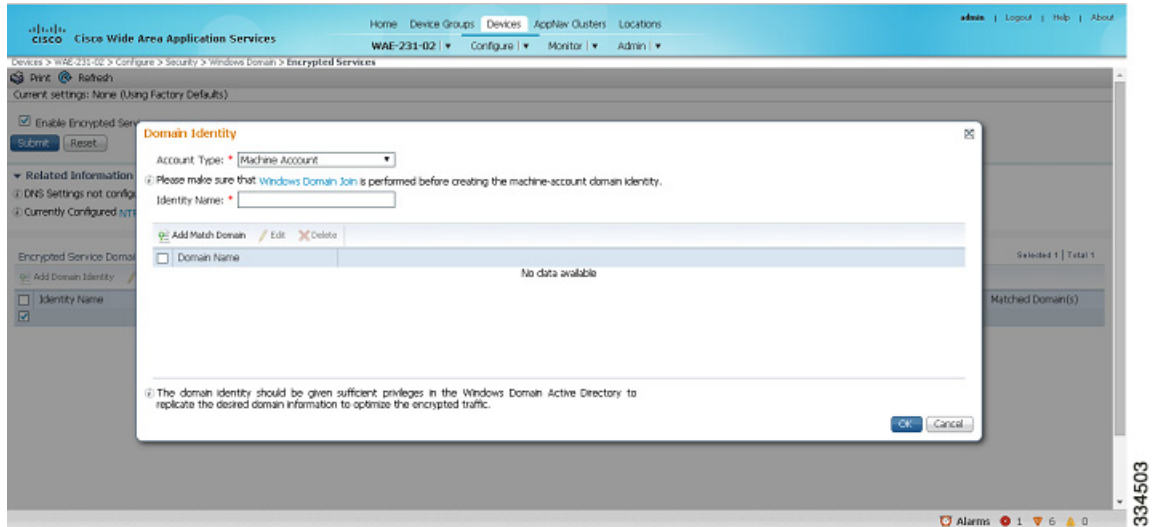 Home Device Groups Devices AppNav Clusters Locations
admin | Logout | Help | About
cisco Cisco Wide Area Application Services
WAE-231-02 | Configure | Monitor | Admin |
Devices > WAE-231-02 > Configure > Security > Windows Domain > Encrypted Services
Print Refresh
Current settings: None (Using Factory Defaults)
Enable Encrypted Serv
Submit Reset
Related Information
DNS Settings not configu
Currently Configured NTP
Encrypted Service Domai
Selected 1 | Total 1
Add Domain Identity
Identity Name
Matched Domain(s)
Domain Identity
Account Type: * Machine Account
Please make sure that Windows Domain Join is performed before creating the machine-account domain identity.
Identity Name: *
Add Match Domain Edit Delete
Domain Name
No data available
The domain identity should be given sufficient privileges in the Windows Domain Active Directory to
replicate the desired domain information to optimize the encrypted traffic.
OK Cancel
Alarms 1 6 0
334503